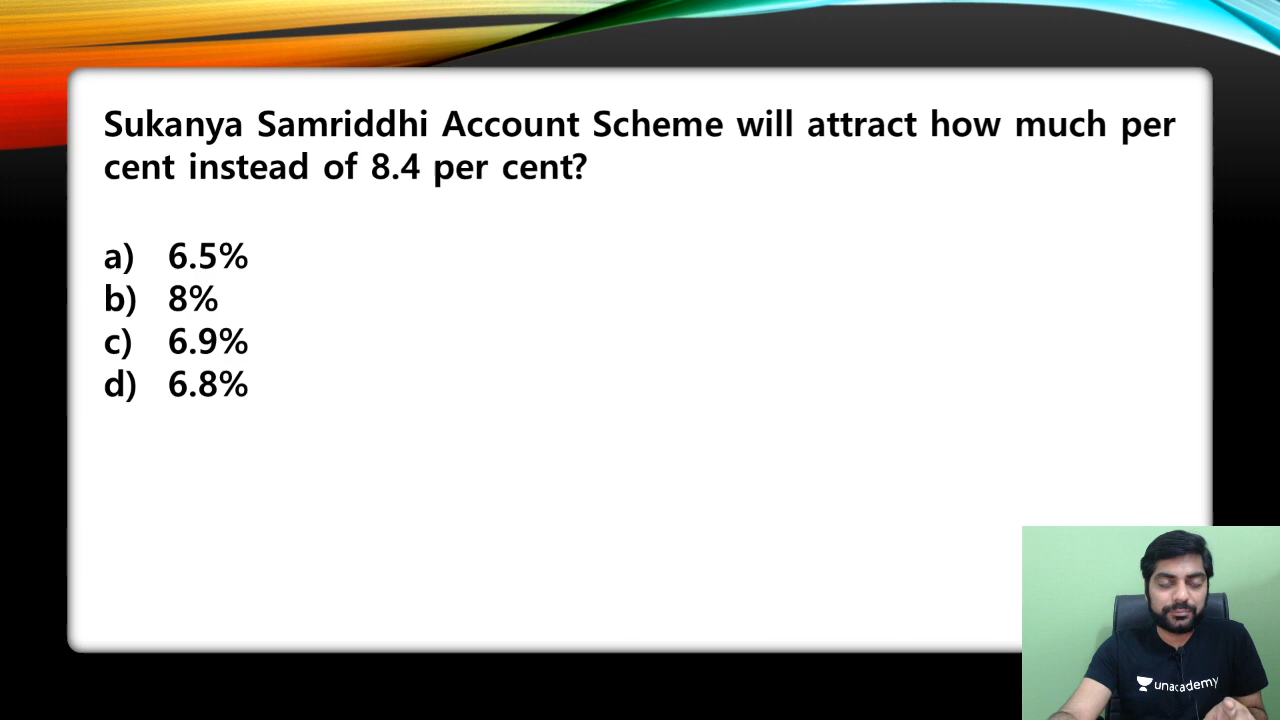 Sukanya Samriddhi Account Scheme will attract how much per
cent instead of 8.4 per cent?
a) 6.5%
b) 8%
c) 6.9%
d) 6.8%
unacademy